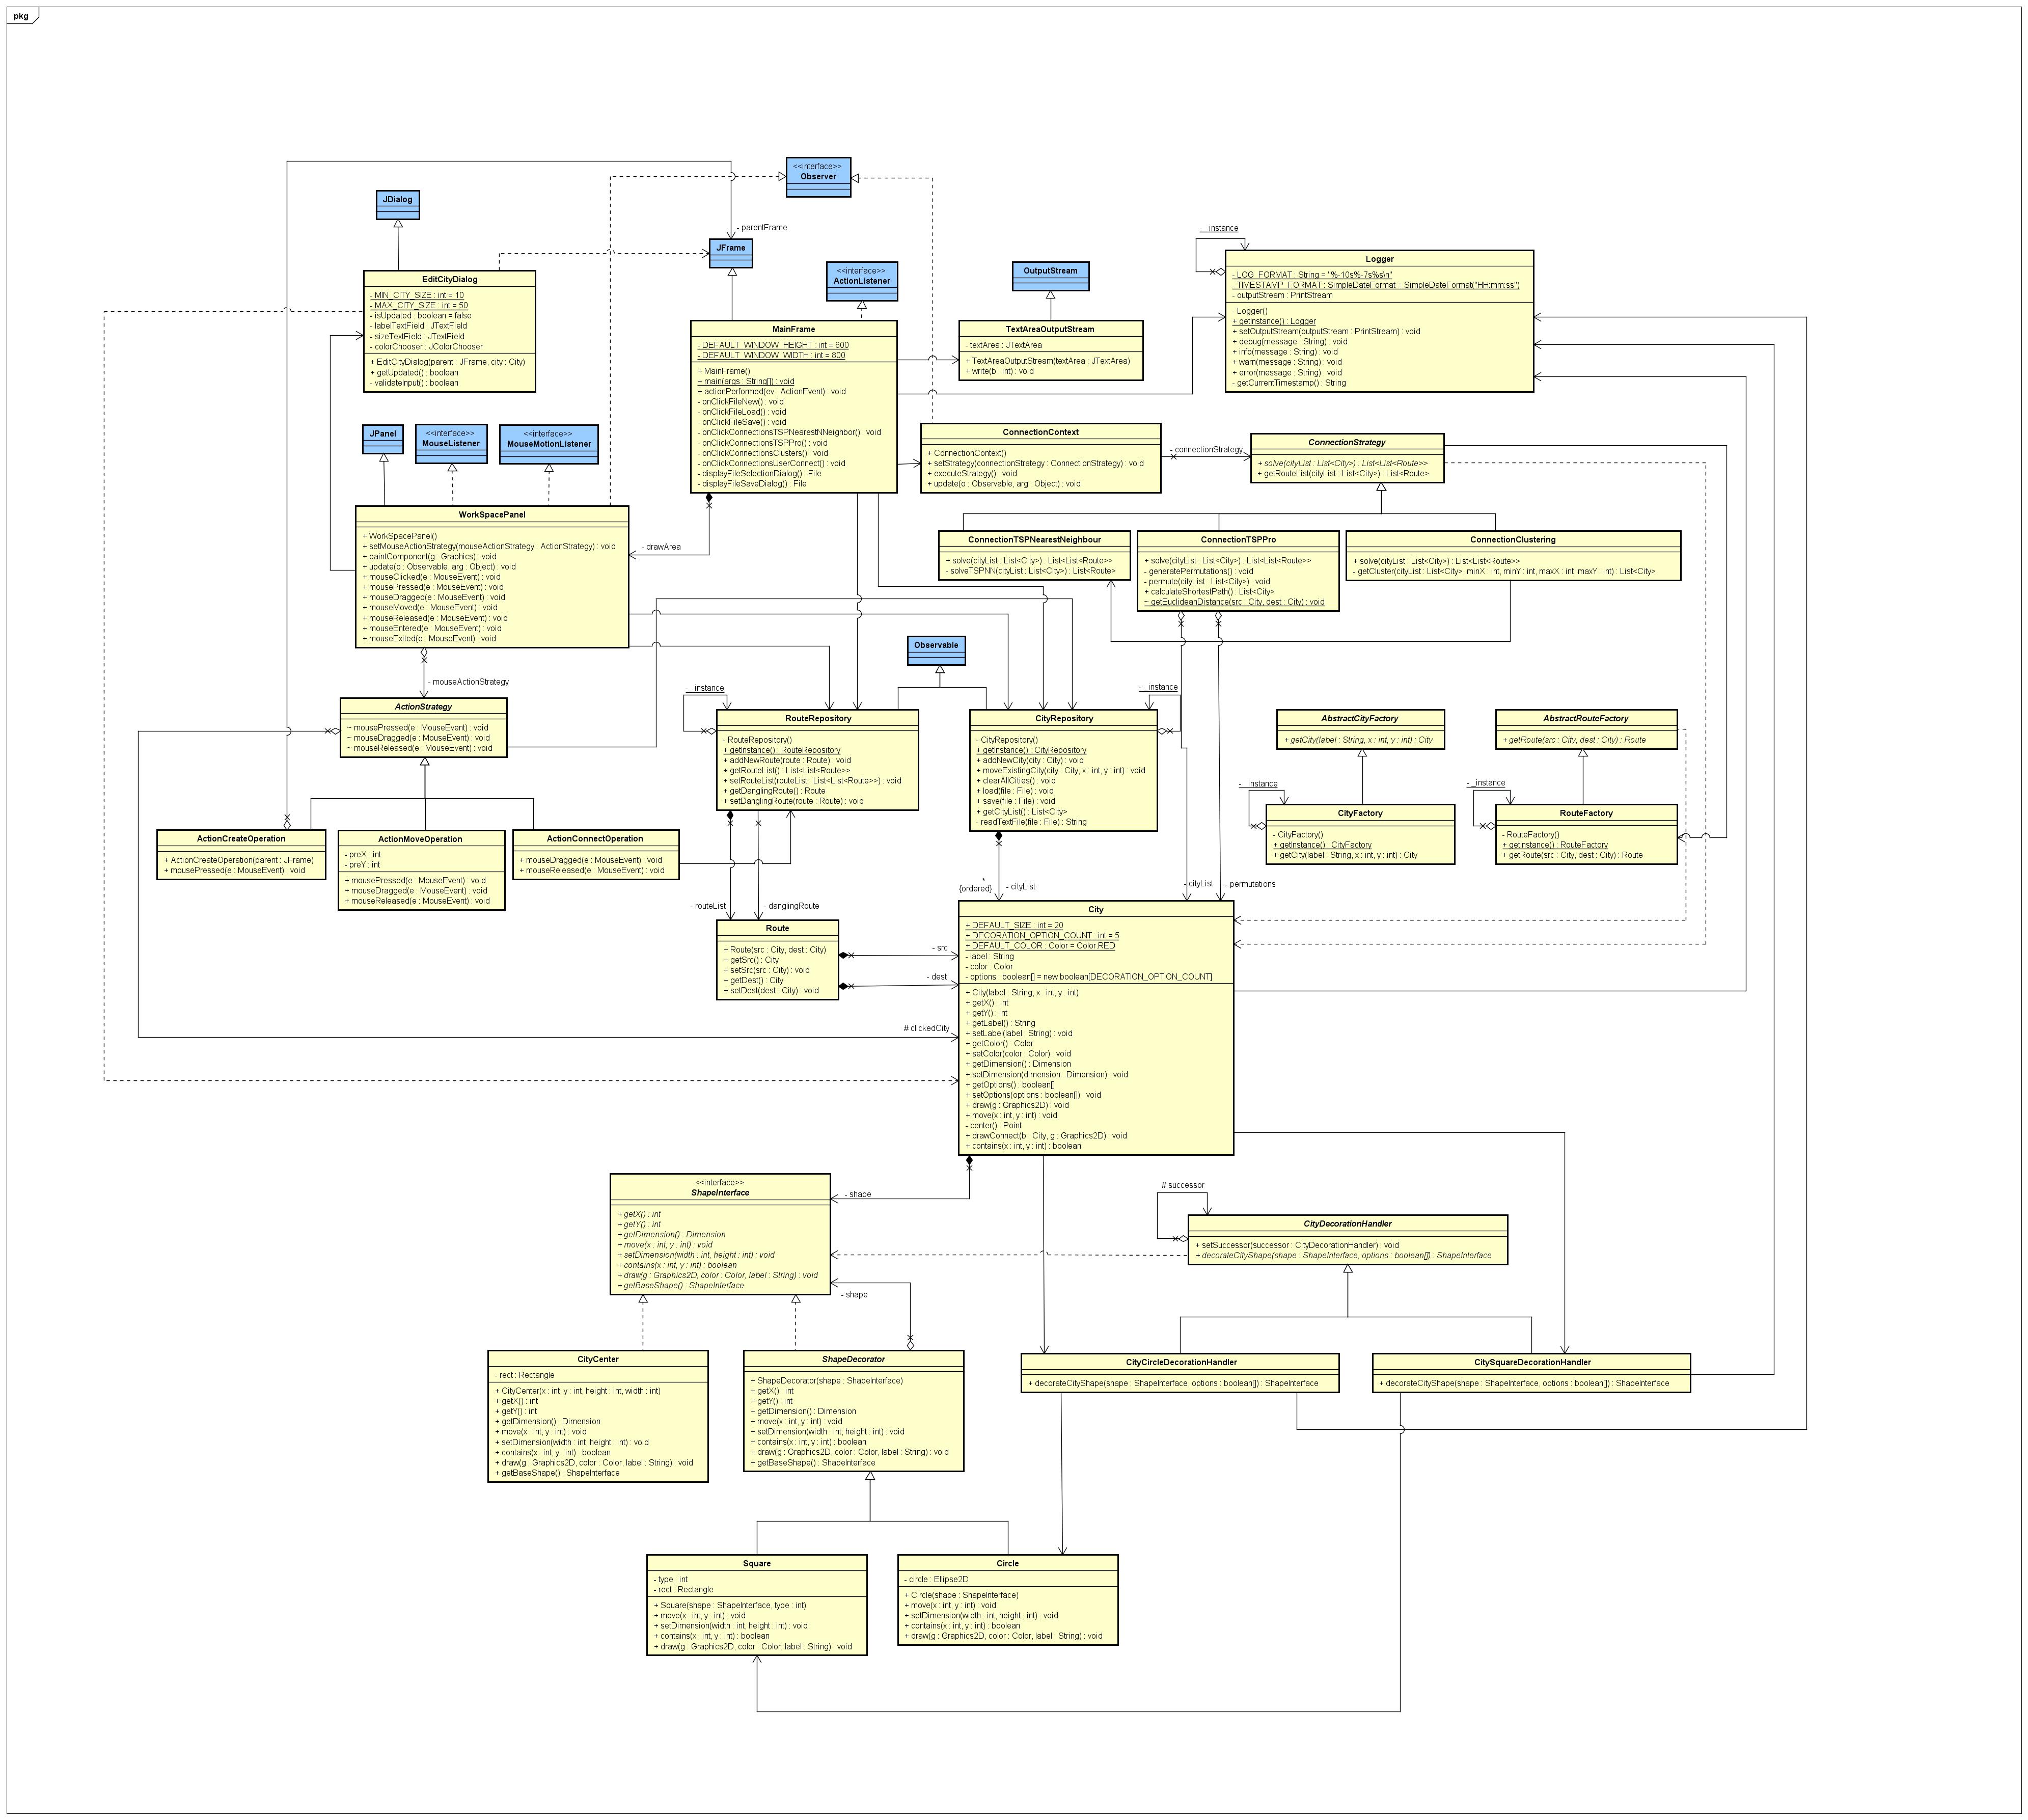 pkg
<<interface>>
Observer
JDialog
- parentFrame
JFrame
<<interface>>
ActionListener
OutputStream
- _instance
Logger
- LOG_FORMAT : String = "%-10s%-7s%s\n"
- TIMESTAMP_FORMAT : SimpleDateFormat = SimpleDateFormat("HH:mm:ss")
- outputStream : PrintStream
- Logger()
+ getInstance() : Logger
+ setOutputStream(outputStream : PrintStream) : void
+ debug(message : String) : void
+ info(message : String) : void
+ warn(message : String) : void
+ error(message : String) : void
- getCurrentTimestamp() : String
EditCityDialog
- MIN_CITY_SIZE : int = 10
- MAX_CITY_SIZE : int = 50
- isUpdated : boolean = false
- labelTextField : JTextField
- sizeTextField : JTextField
- colorChooser : JColorChooser
+ EditCityDialog(parent : JFrame, city : City)
+ getUpdated() : boolean
- validateInput() : boolean
MainFrame
- DEFAULT_WINDOW_HEIGHT : int = 600
- DEFAULT_WINDOW_WIDTH : int = 800
+ MainFrame()
+ main(args : String[]) : void
+ actionPerformed(ev : ActionEvent) : void
- onClickFileNew() : void
- onClickFileLoad() : void
- onClickFileSave() : void
- onClickConnectionsTSPNearestNNeighbor() : void
- onClickConnectionsTSPPro() : void
- onClickConnectionsClusters() : void
- onClickConnectionsUserConnect() : void
- displayFileSelectionDialog() : File
- displayFileSaveDialog() : File
TextAreaOutputStream
- textArea : JTextArea
+ TextAreaOutputStream(textArea : JTextArea)
+ write(b : int) : void
JPanel
<<interface>>
MouseListener
<<interface>>
MouseMotionListener
ConnectionContext
+ ConnectionContext()
+ setStrategy(connectionStrategy : ConnectionStrategy) : void
+ executeStrategy() : void
+ update(o : Observable, arg : Object) : void
- connectionStrategy
ConnectionStrategy
+ solve(cityList : List<City>) : List<List<Route>>
+ getRouteList(cityList : List<City>) : List<Route>
WorkSpacePanel
+ WorkSpacePanel()
+ setMouseActionStrategy(mouseActionStrategy : ActionStrategy) : void
+ paintComponent(g : Graphics) : void
+ update(o : Observable, arg : Object) : void
+ mouseClicked(e : MouseEvent) : void
+ mousePressed(e : MouseEvent) : void
+ mouseDragged(e : MouseEvent) : void
+ mouseMoved(e : MouseEvent) : void
+ mouseReleased(e : MouseEvent) : void
+ mouseEntered(e : MouseEvent) : void
+ mouseExited(e : MouseEvent) : void
- drawArea
ConnectionTSPNearestNeighbour
+ solve(cityList : List<City>) : List<List<Route>>
- solveTSPNN(cityList : List<City>) : List<Route>
ConnectionTSPPro
+ solve(cityList : List<City>) : List<List<Route>>
- generatePermutations() : void
- permute(cityList : List<City>) : void
+ calculateShortestPath() : List<City>
~ getEuclideanDistance(src : City, dest : City) : void
ConnectionClustering
+ solve(cityList : List<City>) : List<List<Route>>
- getCluster(cityList : List<City>, minX : int, minY : int, maxX : int, maxY : int) : List<City>
- mouseActionStrategy
Observable
ActionStrategy
~ mousePressed(e : MouseEvent) : void
~ mouseDragged(e : MouseEvent) : void
~ mouseReleased(e : MouseEvent) : void
- _instance
RouteRepository
- RouteRepository()
+ getInstance() : RouteRepository
+ addNewRoute(route : Route) : void
+ getRouteList() : List<List<Route>>
+ setRouteList(routeList : List<List<Route>>) : void
+ getDanglingRoute() : Route
+ setDanglingRoute(route : Route) : void
- _instance
CityRepository
- CityRepository()
+ getInstance() : CityRepository
+ addNewCity(city : City) : void
+ moveExistingCity(city : City, x : int, y : int) : void
+ clearAllCities() : void
+ load(file : File) : void
+ save(file : File) : void
+ getCityList() : List<City>
- readTextFile(file : File) : String
AbstractCityFactory
+ getCity(label : String, x : int, y : int) : City
AbstractRouteFactory
+ getRoute(src : City, dest : City) : Route
- _instance
CityFactory
- CityFactory()
+ getInstance() : CityFactory
+ getCity(label : String, x : int, y : int) : City
- _instance
RouteFactory
- RouteFactory()
+ getInstance() : RouteFactory
+ getRoute(src : City, dest : City) : Route
ActionCreateOperation
+ ActionCreateOperation(parent : JFrame)
+ mousePressed(e : MouseEvent) : void
ActionMoveOperation
- preX : int
- preY : int
+ mousePressed(e : MouseEvent) : void
+ mouseDragged(e : MouseEvent) : void
+ mouseReleased(e : MouseEvent) : void
ActionConnectOperation
+ mouseDragged(e : MouseEvent) : void
+ mouseReleased(e : MouseEvent) : void
*
{ordered}
- cityList
- cityList
- permutations
- routeList
- danglingRoute
Route
+ Route(src : City, dest : City)
+ getSrc() : City
+ setSrc(src : City) : void
+ getDest() : City
+ setDest(dest : City) : void
- src
- dest
# clickedCity
City
+ DEFAULT_SIZE : int = 20
+ DECORATION_OPTION_COUNT : int = 5
+ DEFAULT_COLOR : Color = Color.RED
- label : String
- color : Color
- options : boolean[] = new boolean[DECORATION_OPTION_COUNT]
+ City(label : String, x : int, y : int)
+ getX() : int
+ getY() : int
+ getLabel() : String
+ setLabel(label : String) : void
+ getColor() : Color
+ setColor(color : Color) : void
+ getDimension() : Dimension
+ setDimension(dimension : Dimension) : void
+ getOptions() : boolean[]
+ setOptions(options : boolean[]) : void
+ draw(g : Graphics2D) : void
+ move(x : int, y : int) : void
- center() : Point
+ drawConnect(b : City, g : Graphics2D) : void
+ contains(x : int, y : int) : boolean
<<interface>>
ShapeInterface
+ getX() : int
+ getY() : int
+ getDimension() : Dimension
+ move(x : int, y : int) : void
+ setDimension(width : int, height : int) : void
+ contains(x : int, y : int) : boolean
+ draw(g : Graphics2D, color : Color, label : String) : void
+ getBaseShape() : ShapeInterface
- shape
# successor
CityDecorationHandler
+ setSuccessor(successor : CityDecorationHandler) : void
+ decorateCityShape(shape : ShapeInterface, options : boolean[]) : ShapeInterface
- shape
CityCenter
- rect : Rectangle
+ CityCenter(x : int, y : int, height : int, width : int)
+ getX() : int
+ getY() : int
+ getDimension() : Dimension
+ move(x : int, y : int) : void
+ setDimension(width : int, height : int) : void
+ contains(x : int, y : int) : boolean
+ draw(g : Graphics2D, color : Color, label : String) : void
+ getBaseShape() : ShapeInterface
ShapeDecorator
+ ShapeDecorator(shape : ShapeInterface)
+ getX() : int
+ getY() : int
+ getDimension() : Dimension
+ move(x : int, y : int) : void
+ setDimension(width : int, height : int) : void
+ contains(x : int, y : int) : boolean
+ draw(g : Graphics2D, color : Color, label : String) : void
+ getBaseShape() : ShapeInterface
CityCircleDecorationHandler
+ decorateCityShape(shape : ShapeInterface, options : boolean[]) : ShapeInterface
CitySquareDecorationHandler
+ decorateCityShape(shape : ShapeInterface, options : boolean[]) : ShapeInterface
Square
- type : int
- rect : Rectangle
+ Square(shape : ShapeInterface, type : int)
+ move(x : int, y : int) : void
+ setDimension(width : int, height : int) : void
+ contains(x : int, y : int) : boolean
+ draw(g : Graphics2D, color : Color, label : String) : void
Circle
- circle : Ellipse2D
+ Circle(shape : ShapeInterface)
+ move(x : int, y : int) : void
+ setDimension(width : int, height : int) : void
+ contains(x : int, y : int) : boolean
+ draw(g : Graphics2D, color : Color, label : String) : void